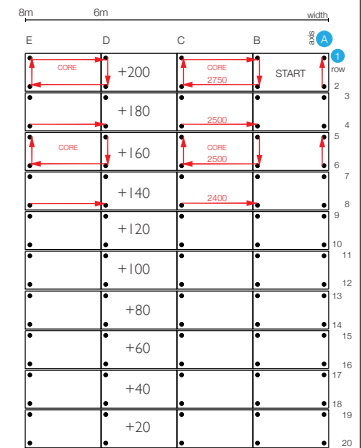 8m 6m width
E D C B axis A 1
row
CORE +200 CORE START
2750 2
3
+180 2500 4
5
CORE +160 CORE
2500 6
7
+140 2400 8
9
+120 10
11
+100 12
13
+80 14
15
+60 16
17
+40 18
19
+20 20